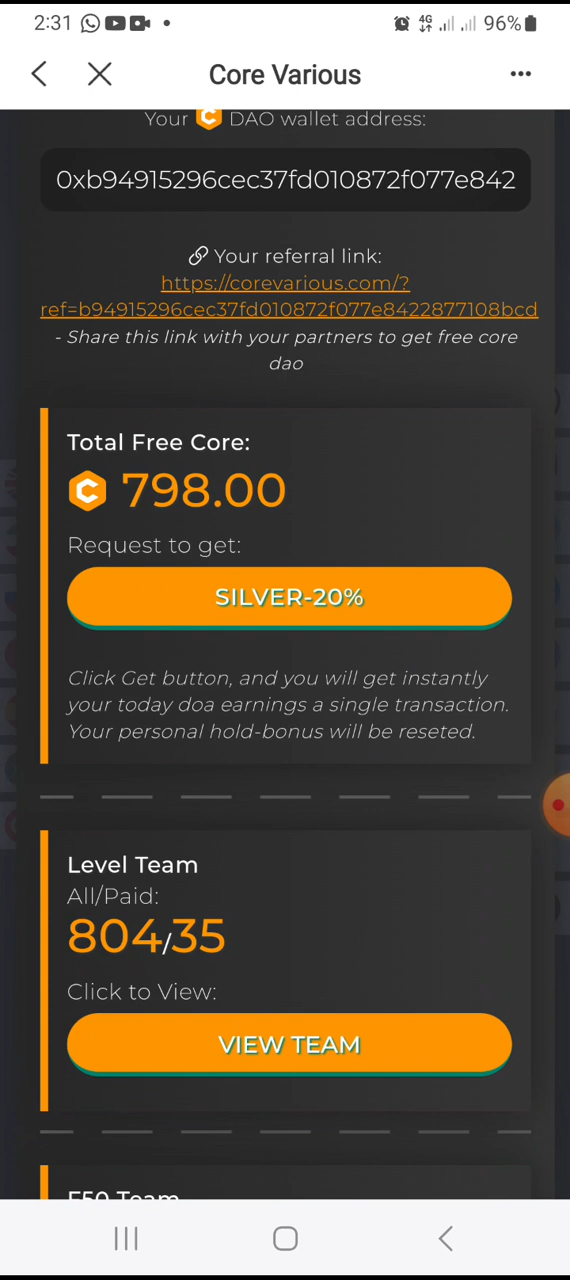 2:31
4G 96%
Core Various
Your DAO wallet address:
0xb94915296cec37fd010872f077e842
Your referral link:
https://corevarious.com/?
ref=b94915296cec37fd010872f077e8422877108bcd
- Share this link with your partners to get free core
dao
Total Free Core:
798.00
Request to get:
SILVER-20%
Click Get button, and you will get instantly
your today doa earnings a single transaction.
Your personal hold-bonus will be reseted.
Level Team
All/Paid:
804/35
Click to View:
VIEW TEAM
F50 Team